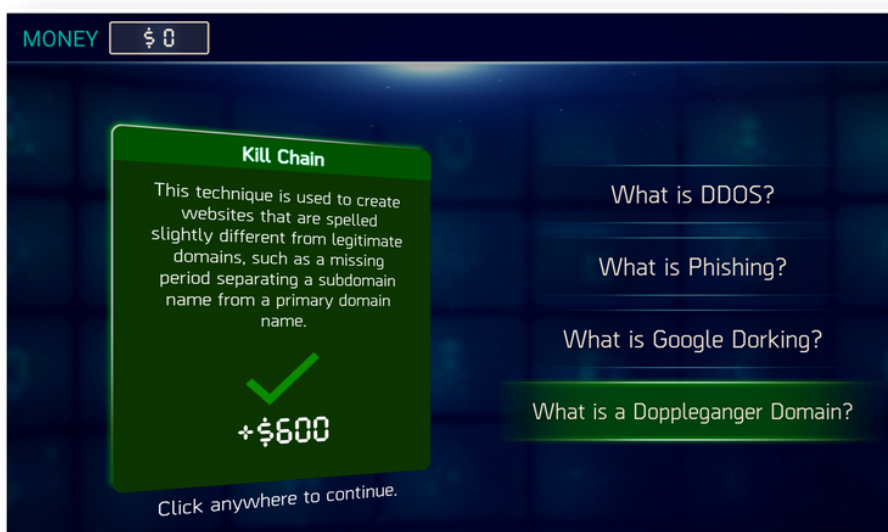 MONEY $ 0
Kill Chain
This technique is used to create
websites that are spelled
slightly different from legitimate
domains, such as a missing
period separating a subdomain
name from a primary domain
name.
+$600
Click anywhere to continue.
What is DDOS?
What is Phishing?
What is Google Dorking?
What is a Doppleganger Domain?